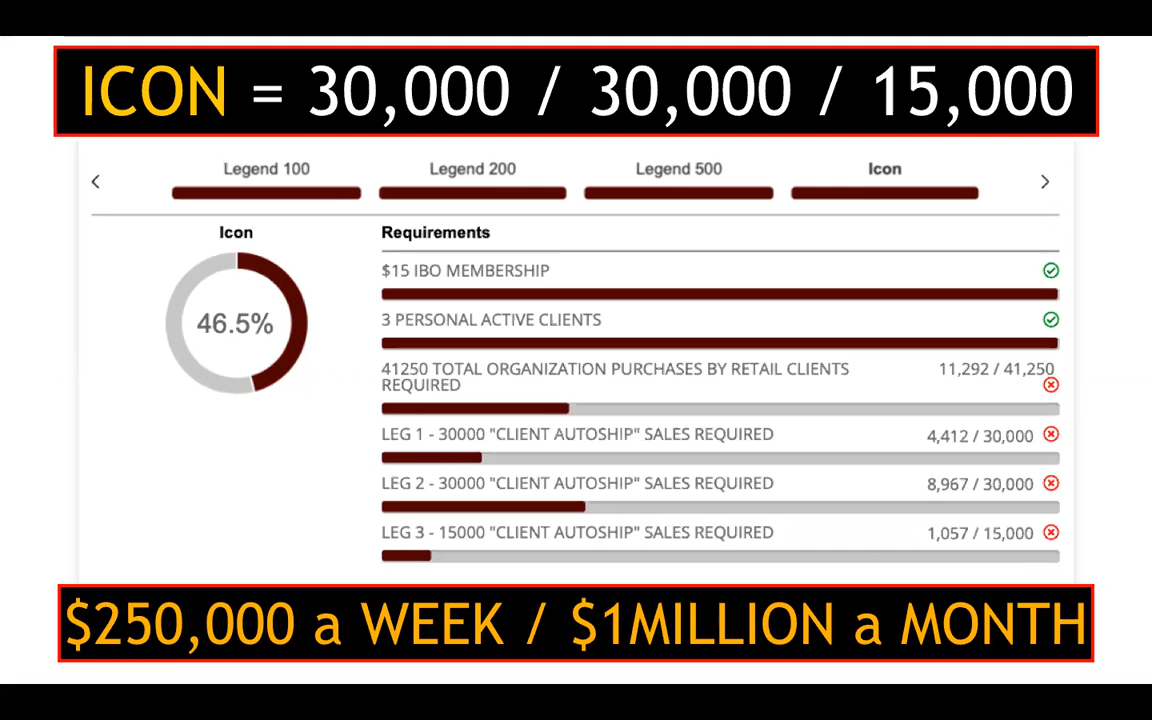 ICON = 30,000 / 30,000 / 15,000
Legend 100 Legend 200 Legend 500 Icon
Icon
46.5%
Requirements
$15 IBO MEMBERSHIP
3 PERSONAL ACTIVE CLIENTS
41250 TOTAL ORGANIZATION PURCHASES BY RETAIL CLIENTS 11,292 / 41,250
REQUIRED
LEG 1 - 30000 "CLIENT AUTOSHIP" SALES REQUIRED 4,412 / 30,000
LEG 2 - 30000 "CLIENT AUTOSHIP" SALES REQUIRED 8,967 / 30,000
LEG 3 - 15000 "CLIENT AUTOSHIP" SALES REQUIRED 1,057 / 15,000
$250,000 a WEEK / $1MILLION a MONTH